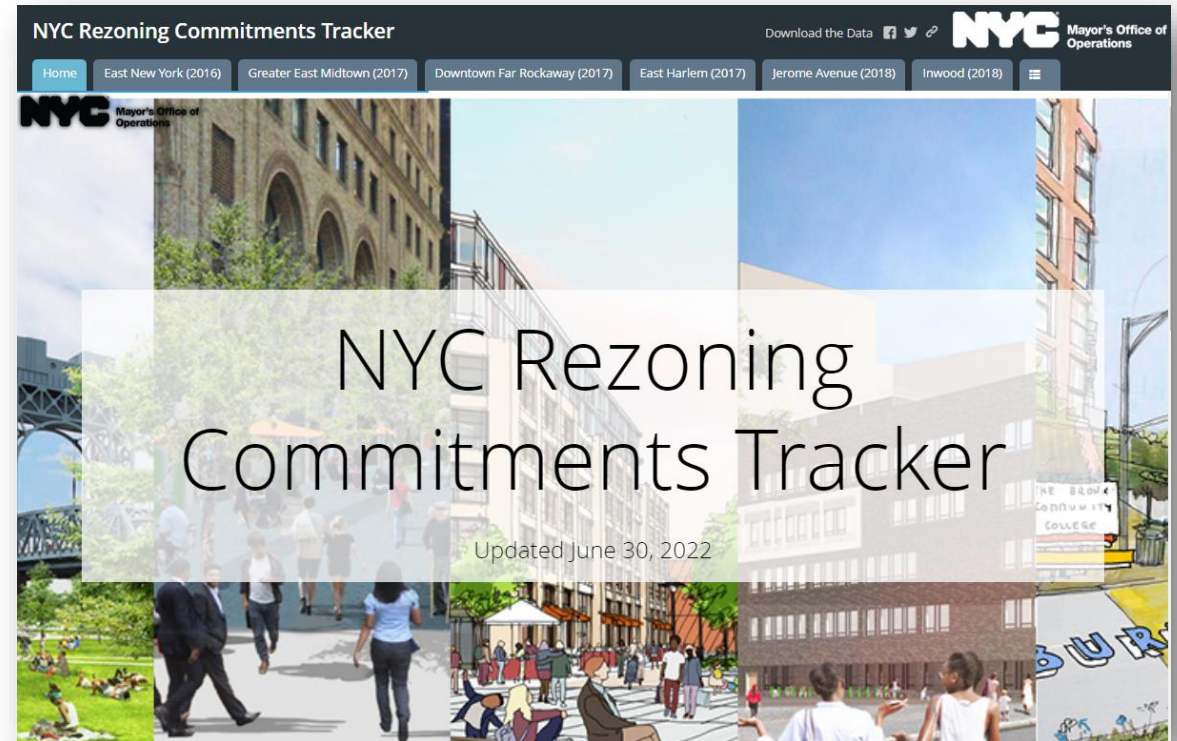 NYC Rezoning Commitments Tracker
Download the Data
NYC
Mayor's Office of
Operations
Home
East New York (2016)
Greater East Midtown (2017)
Downtown Far Rockaway (2017)
East Harlem (2017)
Jerome Avenue (2018)
Inwood (2018)
NYC
Mayor's Office of
Operations
NYC Rezoning
Commitments Tracker
Updated June 30, 2022
THE BRONX
COMMUNITY
COLLEGE
BUR